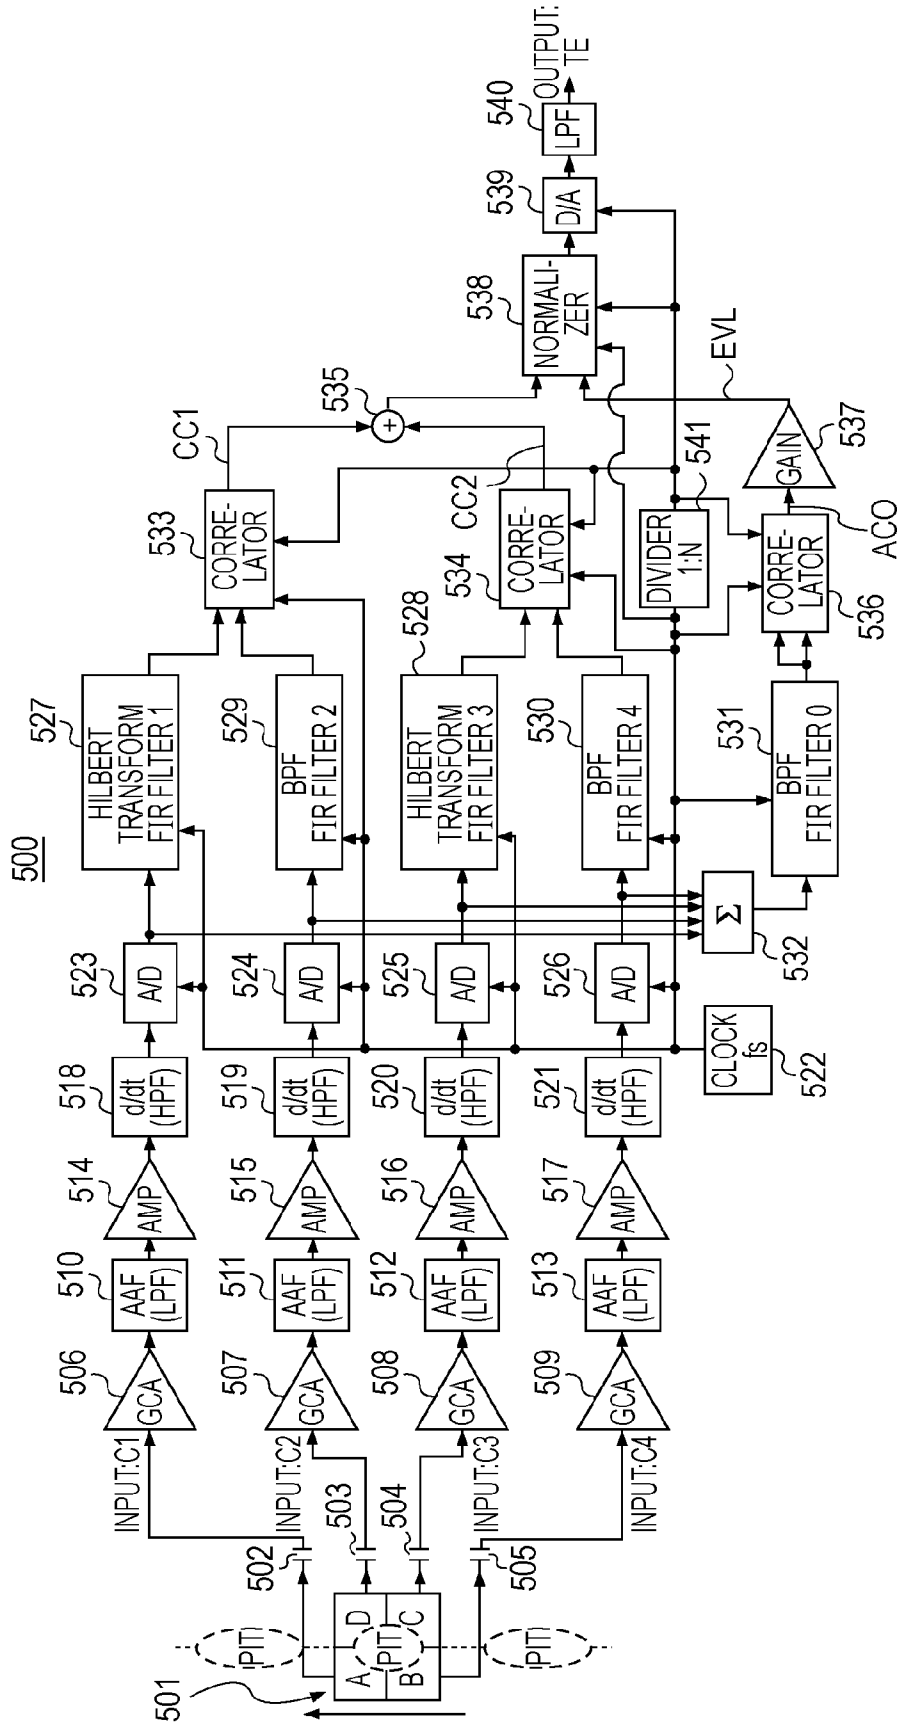 500
501
A
D
B
C
PIT
PIT
PIT
502
503
504
505
INPUT:C1
INPUT:C2
INPUT:C3
INPUT:C4
506
GCA
507
GCA
508
GCA
509
GCA
510
AAF
(LPF)
511
AAF
(LPF)
512
AAF
(LPF)
513
AAF
(LPF)
514
AMP
515
AMP
516
AMP
517
AMP
518
d/dt
(HPF)
519
d/dt
(HPF)
520
d/dt
(HPF)
521
d/dt
(HPF)
CLOCK
fs
522
523
A/D
524
A/D
525
A/D
526
A/D
Σ
532
527
HILBERT
TRANSFORM
FIR FILTER 1
529
BPF
FIR FILTER 2
528
HILBERT
TRANSFORM
FIR FILTER 3
530
BPF
FIR FILTER 4
531
BPF
FIR FILTER 0
533
CORRE-
LATOR
534
CORRE-
LATOR
DIVIDER
1:N
541
CORRE-
LATOR
536
CC1
CC2
ACO
535
+
GAIN
537
EVL
538
NORMALI-
ZER
539
D/A
540
LPF
OUTPUT:
TE